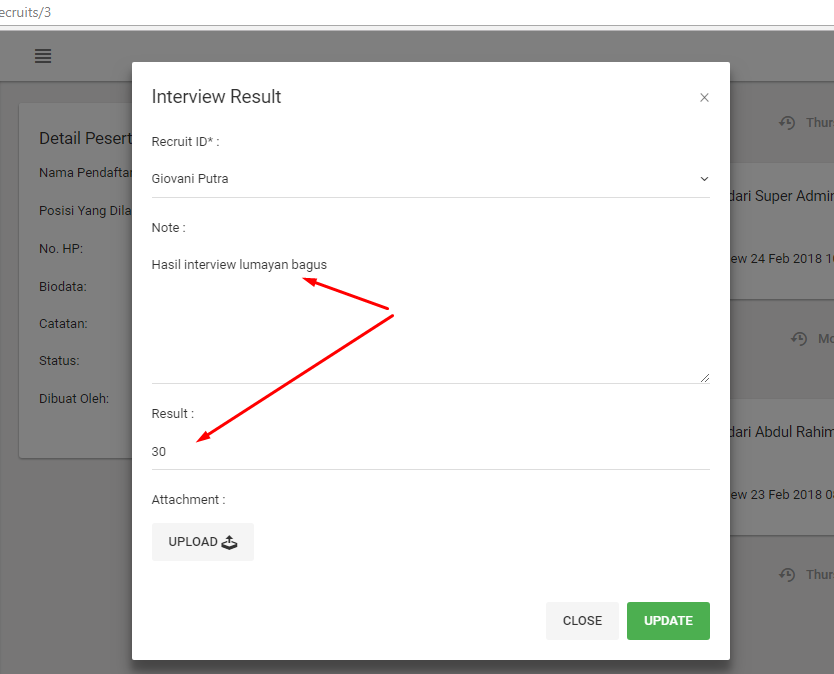 ecruits/3
Interview Result
×
Recruit ID* :
Giovani Putra
Note :
Hasil interview lumayan bagus
Result :
30
Attachment :
UPLOAD
CLOSE
UPDATE
Detail Pesert
Nama Pendaftar
Posisi Yang Dila
No. HP:
Biodata:
Catatan:
Status:
Dibuat Oleh:
Thur
dari Super Admin
ew 24 Feb 2018 1
Mo
dari Abdul Rahim
ew 23 Feb 2018 0
Thur